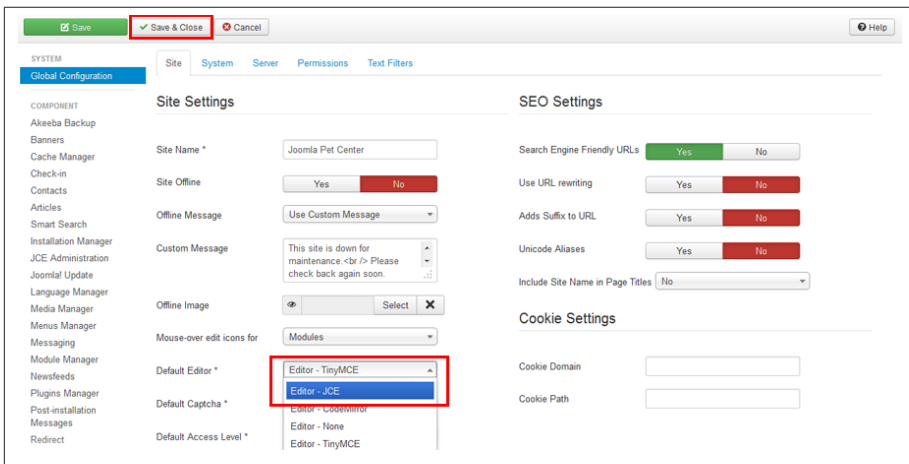 Save
Save & Close
Cancel
Help
SYSTEM
Global Configuration
COMPONENT
Akeeba Backup
Banners
Cache Manager
Check-in
Contacts
Articles
Smart Search
Installation Manager
JCE Administration
Joomla! Update
Language Manager
Media Manager
Menus Manager
Messaging
Module Manager
Newsfeeds
Plugins Manager
Post-installation
Messages
Redirect
Site System Server Permissions Text Filters
Site Settings
Site Name * Joomla Pet Center
Site Offline Yes No
Offline Message Use Custom Message
Custom Message This site is down for
maintenance.<br /> Please
check back again soon.
Offline Image Select
Mouse-over edit icons for Modules
Default Editor * Editor - TinyMCE
Editor - JCE
Default Captcha * Editor - CodeMirror
Editor - None
Default Access Level * Editor - TinyMCE
SEO Settings
Search Engine Friendly URLs Yes No
Use URL rewriting Yes No
Adds Suffix to URL Yes No
Unicode Aliases Yes No
Include Site Name in Page Titles No
Cookie Settings
Cookie Domain
Cookie Path